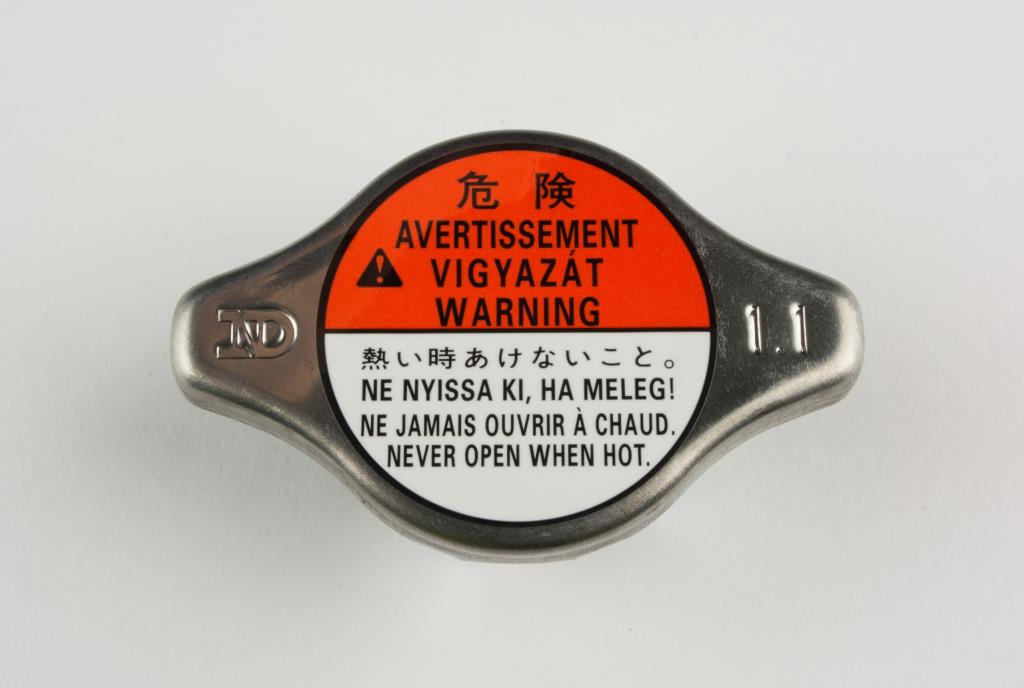 危険
AVERTISSEMENT
VIGYAZÁT
WARNING
熱い時あけないこと。
NE NYISSA KI, HA MELEG!
NE JAMAIS OUVRIR À CHAUD.
NEVER OPEN WHEN HOT.
ND
1.1